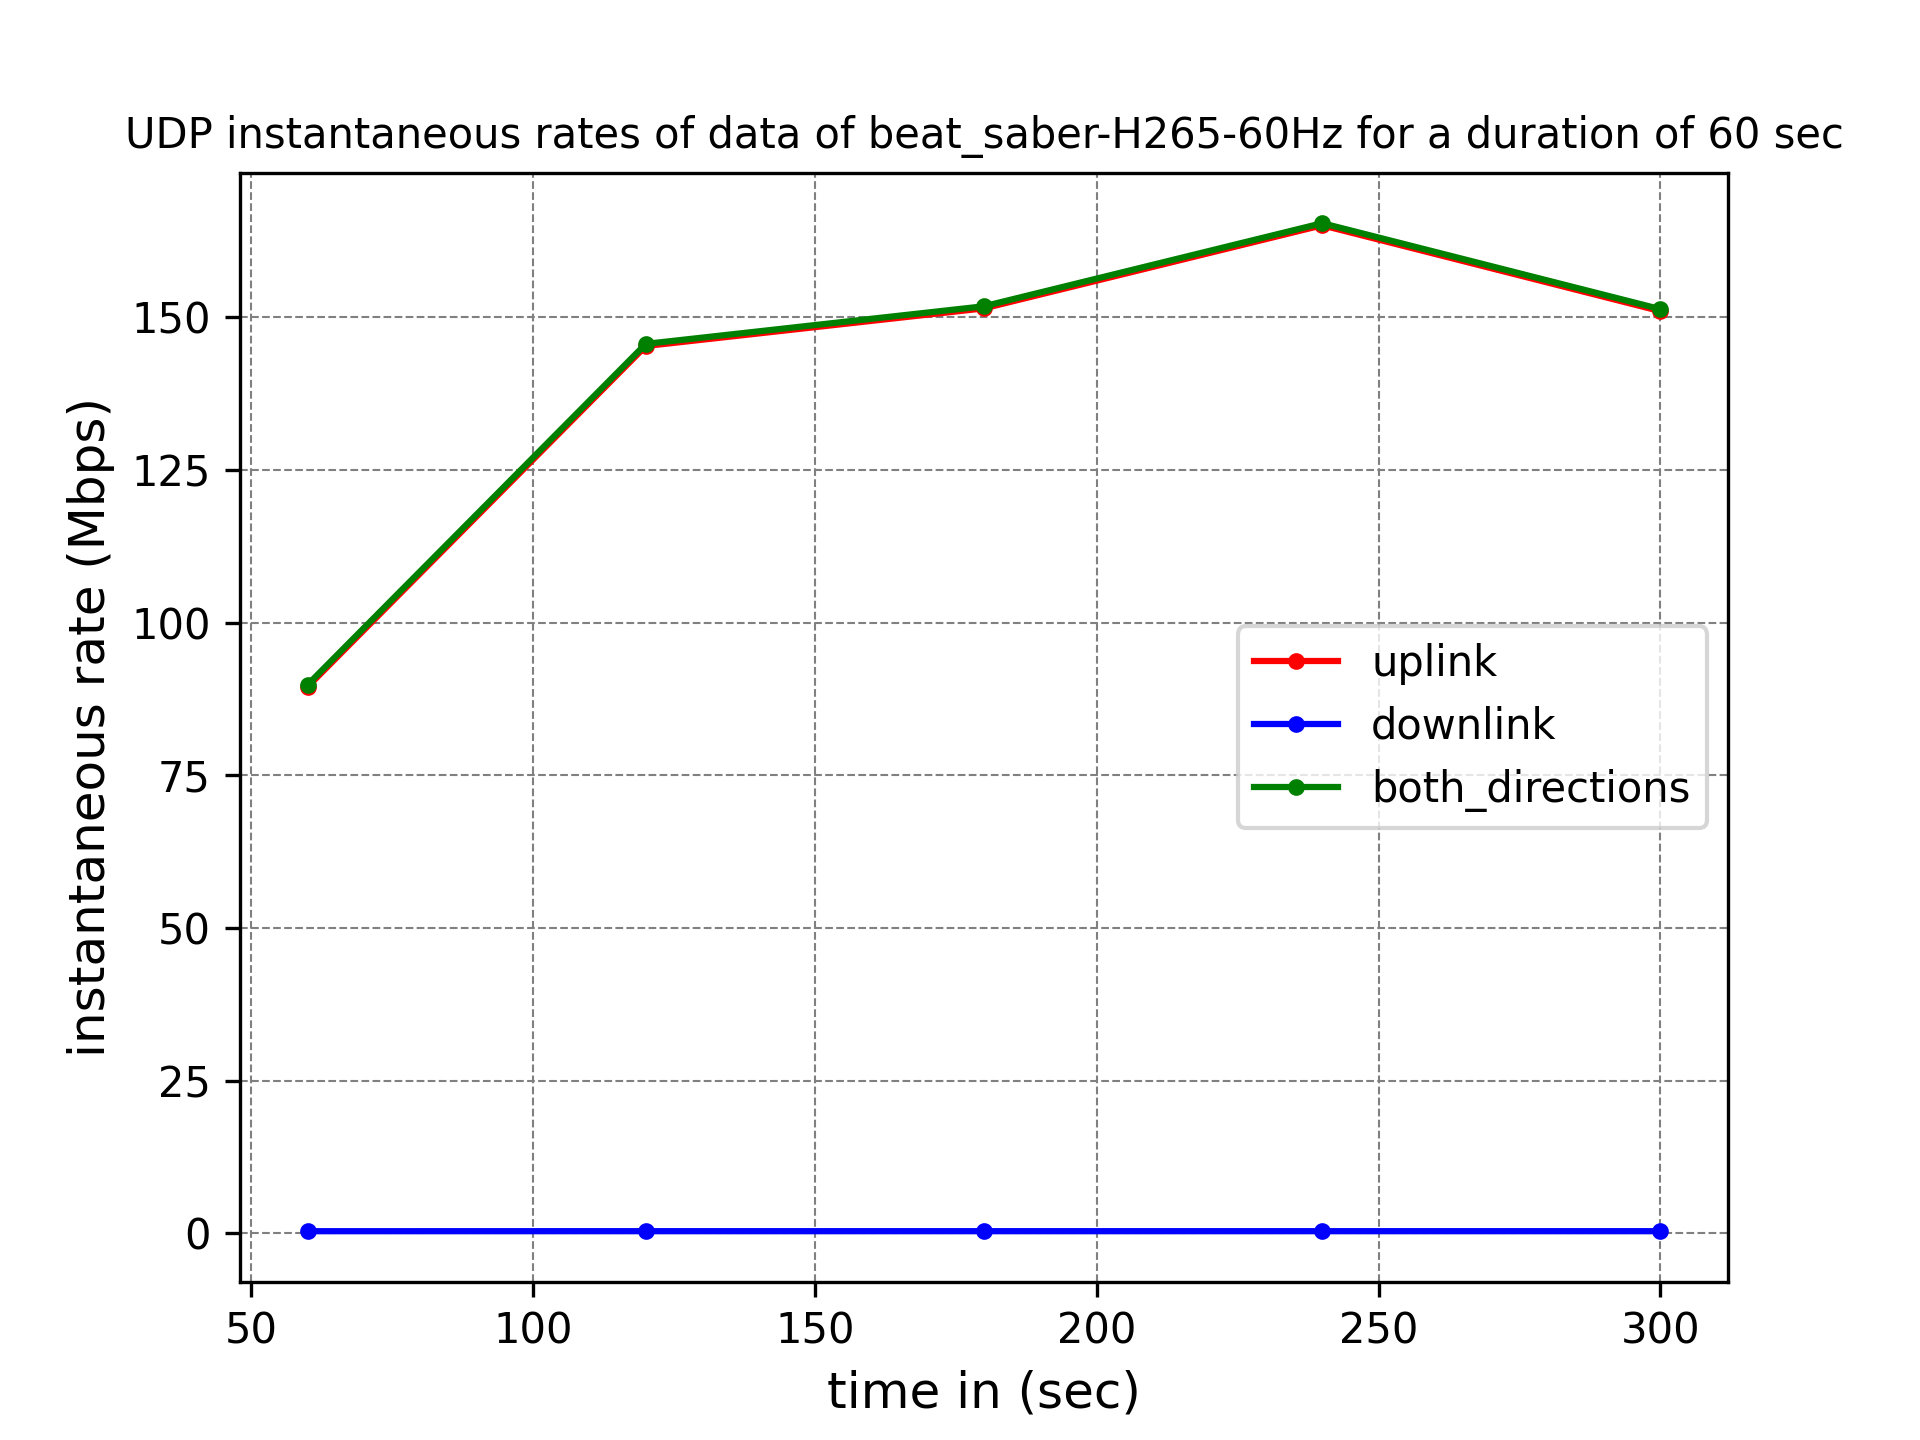 UDP instantaneous rates of data of beat_saber-H265-60Hz for a duration of 60 sec
instantaneous rate (Mbps)
150
125
100
75
50
25
0
uplink
downlink
both_directions
50 100 150 200 250 300
time in (sec)